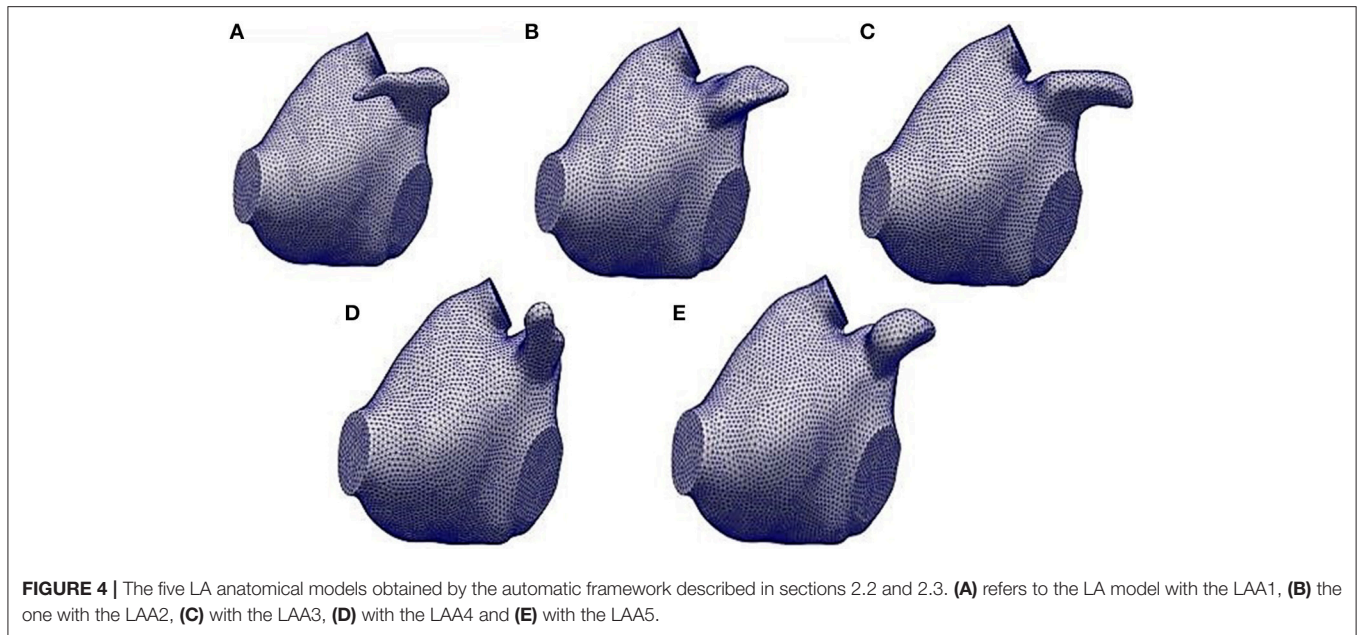 A
B
C
D
E
FIGURE 4 | The five LA anatomical models obtained by the automatic framework described in sections 2.2 and 2.3. (A) refers to the LA model with the LAA1, (B) the
one with the LAA2, (C) with the LAA3, (D) with the LAA4 and (E) with the LAA5.